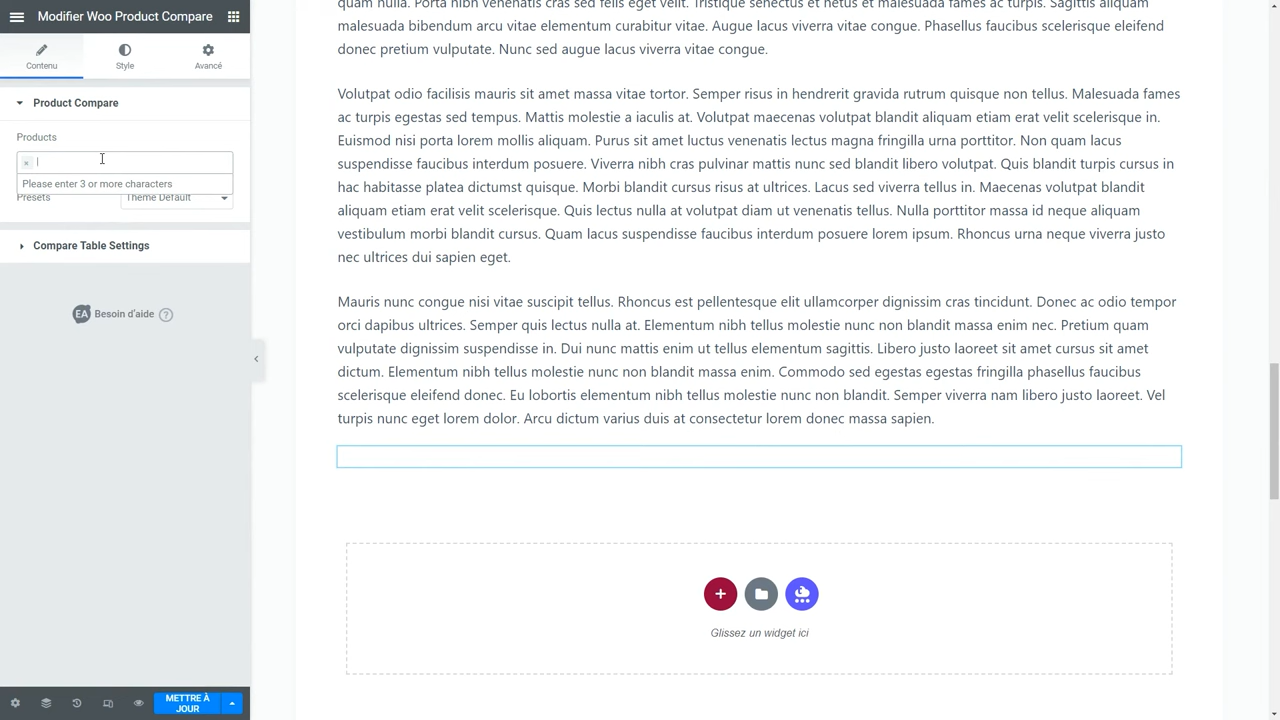 Modifier Woo Product Compare
Contenu
Style
Avancé
Product Compare
Products
Please enter 3 or more characters
Presets
Theme Default
Compare Table Settings
EA Besoin d'aide ?
METTRE À
JOUR
quam nulla. Porta nibh venenatis cras sed felis eget velit. Tristique senectus et netus et malesuada fames ac turpis. Sagittis aliquam
malesuada bibendum arcu vitae elementum curabitur vitae. Augue lacus viverra vitae congue. Phasellus faucibus scelerisque eleifend
donec pretium vulputate. Nunc sed augue lacus viverra vitae congue.
Volutpat odio facilisis mauris sit amet massa vitae tortor. Semper risus in hendrerit gravida rutrum quisque non tellus. Malesuada fames
ac turpis egestas sed tempus. Mattis molestie a iaculis at. Volutpat maecenas volutpat blandit aliquam etiam erat velit scelerisque in.
Euismod nisi porta lorem mollis aliquam. Purus sit amet luctus venenatis lectus magna fringilla urna porttitor. Non quam lacus
suspendisse faucibus interdum posuere. Viverra nibh cras pulvinar mattis nunc sed blandit libero volutpat. Quis blandit turpis cursus in
hac habitasse platea dictumst quisque. Morbi blandit cursus risus at ultrices. Lacus sed viverra tellus in. Maecenas volutpat blandit
aliquam etiam erat velit scelerisque. Quis lectus nulla at volutpat diam ut venenatis tellus. Nulla porttitor massa id neque aliquam
vestibulum morbi blandit cursus. Quam lacus suspendisse faucibus interdum posuere lorem ipsum. Rhoncus urna neque viverra justo
nec ultrices dui sapien eget.
Mauris nunc congue nisi vitae suscipit tellus. Rhoncus est pellentesque elit ullamcorper dignissim cras tincidunt. Donec ac odio tempor
orci dapibus ultrices. Semper quis lectus nulla at. Elementum nibh tellus molestie nunc non blandit massa enim nec. Pretium quam
vulputate dignissim suspendisse in. Dui nunc mattis enim ut tellus elementum sagittis. Libero justo laoreet sit amet cursus sit amet
dictum. Elementum nibh tellus molestie nunc non blandit massa enim. Commodo sed egestas egestas fringilla phasellus faucibus
scelerisque eleifend donec. Eu lobortis elementum nibh tellus molestie nunc non blandit. Semper viverra nam libero justo laoreet. Vel
turpis nunc eget lorem dolor. Arcu dictum varius duis at consectetur lorem donec massa sapien.
Glissez un widget ici